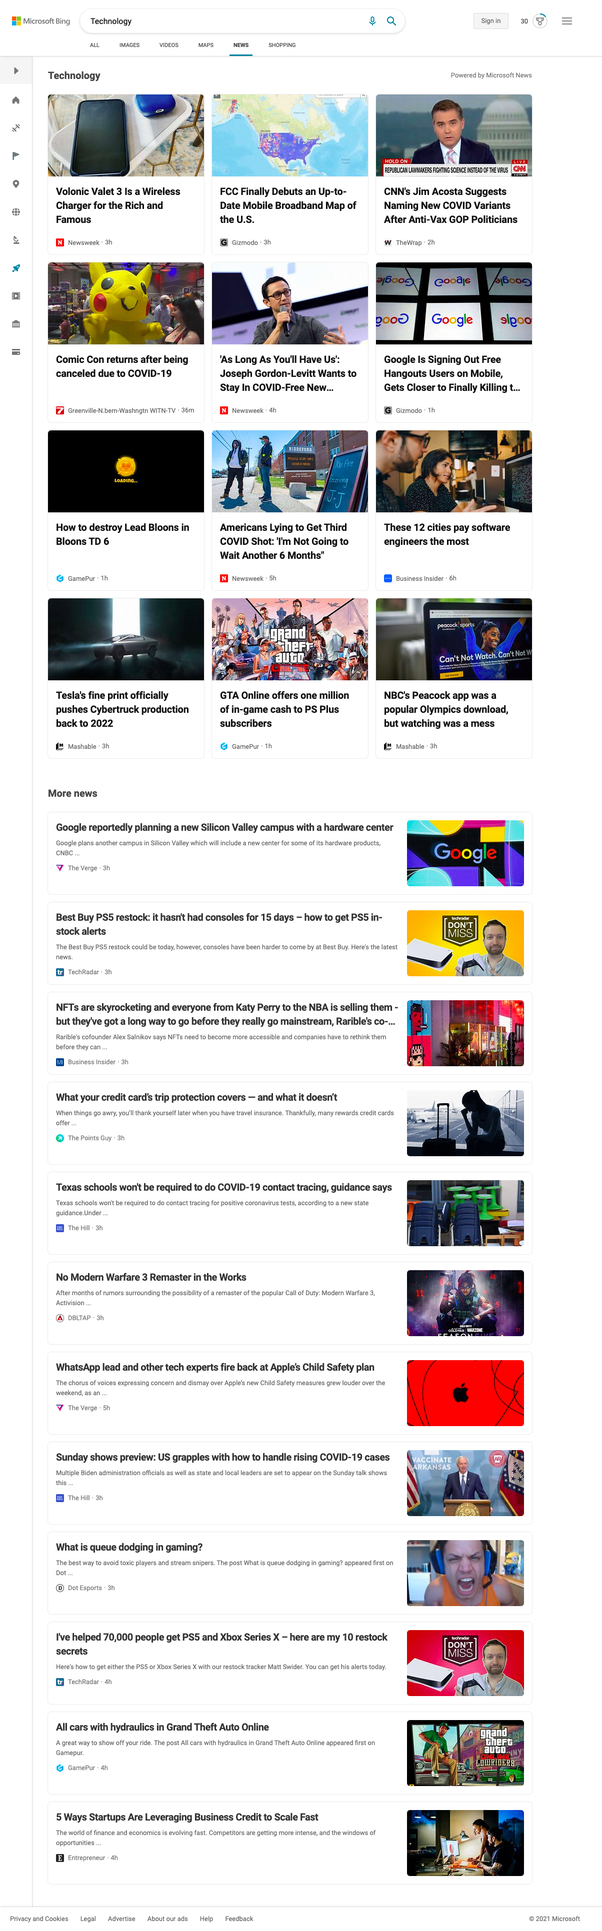 Microsoft Bing
Technology
Sign in
30
ALL
IMAGES
VIDEOS
MAPS
NEWS
SHOPPING
Technology
Powered by Microsoft News
HOLD ON
REPUBLICAN LAWMAKERS FIGHTING SCIENCE INSTEAD OF THE VIRUS
CNN
Volonic Valet 3 Is a Wireless
Charger for the Rich and
Famous
Newsweek · 3h
FCC Finally Debuts an Up-to-
Date Mobile Broadband Map of
the U.S.
Gizmodo · 3h
CNN's Jim Acosta Suggests
Naming New COVID Variants
After Anti-Vax GOP Politicians
TheWrap · 2h
Google
Comic Con returns after being
canceled due to COVID-19
Greenville-N.bern-Washngtn WITN-TV · 36m
'As Long As You'll Have Us':
Joseph Gordon-Levitt Wants to
Stay In COVID-Free New...
Newsweek · 4h
Google Is Signing Out Free
Hangouts Users on Mobile,
Gets Closer to Finally Killing t...
Gizmodo · 1h
LOADING...
How to destroy Lead Bloons in
Bloons TD 6
GamePur · 1h
Americans Lying to Get Third
COVID Shot: 'I'm Not Going to
Wait Another 6 Months"
Newsweek · 5h
These 12 cities pay software
engineers the most
Business Insider · 6h
grand
theft
auto
peacock sports
Can't Not Watch.
Tesla's fine print officially
pushes Cybertruck production
back to 2022
Mashable · 3h
GTA Online offers one million
of in-game cash to PS Plus
subscribers
GamePur · 1h
NBC's Peacock app was a
popular Olympics download,
but watching was a mess
Mashable · 3h
More news
Google reportedly planning a new Silicon Valley campus with a hardware center
Google plans another campus in Silicon Valley which will include a new center for some of its hardware products,
CNBC ...
The Verge · 3h
Google
Best Buy PS5 restock: it hasn't had consoles for 15 days – how to get PS5 in-
stock alerts
The Best Buy PS5 restock could be today, however, consoles have been harder to come by at Best Buy. Here's the latest
news.
TechRadar · 3h
techradar
DON'T
MISS
NFTs are skyrocketing and everyone from Katy Perry to the NBA is selling them -
but they've got a long way to go before they really go mainstream, Rarible's co-...
Rarible's cofounder Alex Salnikov says NFTs need to become more accessible and companies have to rethink them
before they can ...
Business Insider · 3h
What your credit card's trip protection covers — and what it doesn't
When things go awry, you'll thank yourself later when you have travel insurance. Thankfully, many rewards credit cards
offer ...
The Points Guy · 3h
Texas schools won't be required to do COVID-19 contact tracing, guidance says
Texas schools won't be required to do contact tracing for positive coronavirus tests, according to a new state
guidance.Under ...
The Hill · 3h
No Modern Warfare 3 Remaster in the Works
After months of rumors surrounding the possibility of a remaster of the popular Call of Duty: Modern Warfare 3,
Activision ...
DBLTAP · 3h
WARZONE
WhatsApp lead and other tech experts fire back at Apple's Child Safety plan
The chorus of voices expressing concern and dismay over Apple's new Child Safety measures grew louder over the
weekend, as an ...
The Verge · 5h
Sunday shows preview: US grapples with how to handle rising COVID-19 cases
Multiple Biden administration officials as well as state and local leaders are set to appear on the Sunday talk shows
this ...
The Hill · 3h
VACCINATE
ARKANSAS
What is queue dodging in gaming?
The best way to avoid toxic players and stream snipers. The post What is queue dodging in gaming? appeared first on
Dot ...
Dot Esports · 3h
I've helped 70,000 people get PS5 and Xbox Series X – here are my 10 restock
secrets
Here's how to get either the PS5 or Xbox Series X with our restock tracker Matt Swider. You can get his alerts today.
TechRadar · 4h
techradar
DON'T
MISS
All cars with hydraulics in Grand Theft Auto Online
A great way to show off your ride. The post All cars with hydraulics in Grand Theft Auto Online appeared first on
Gamepur.
GamePur · 4h
grand
theft
auto
LOWRIDERS
5 Ways Startups Are Leveraging Business Credit to Scale Fast
The world of finance and economics is evolving fast. Competitors are getting more intense, and the windows of
opportunities ...
Entrepreneur · 4h
Privacy and Cookies
Legal
Advertise
About our ads
Help
Feedback
© 2021 Microsoft